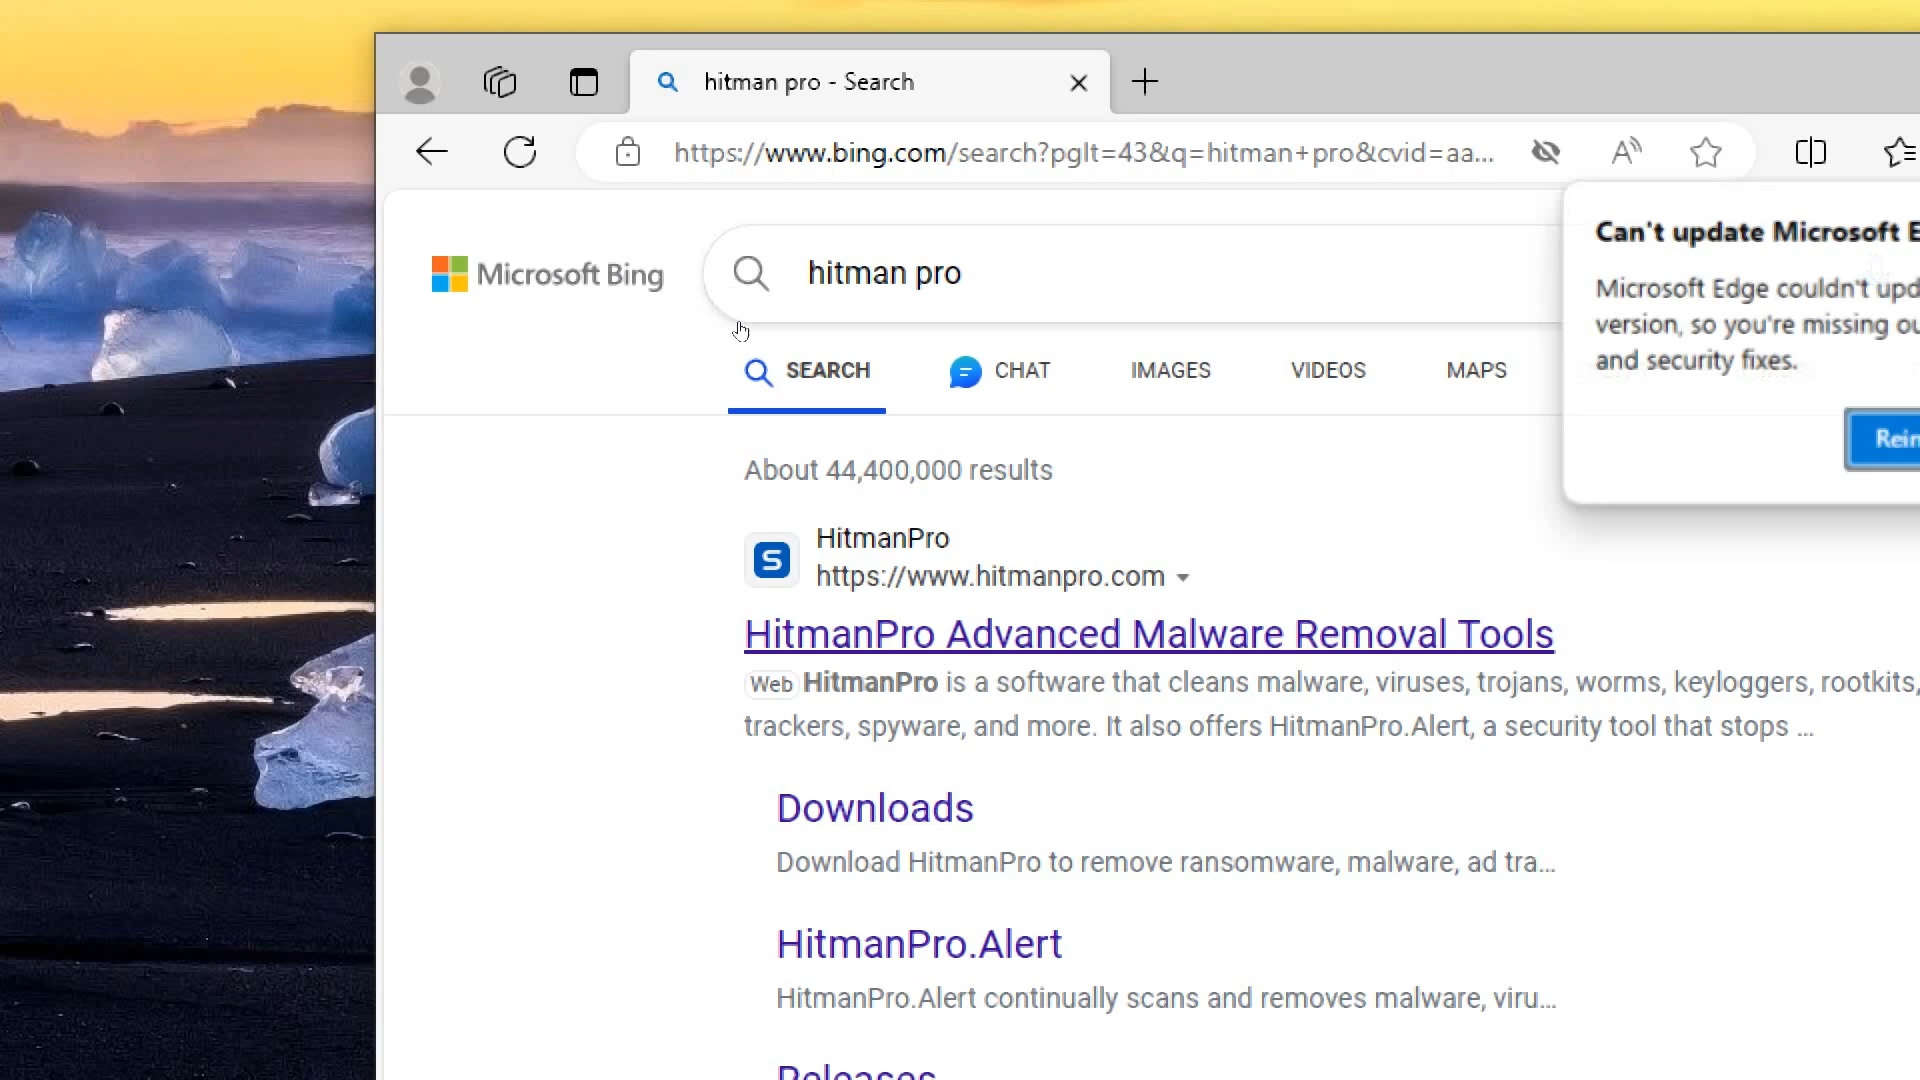 hitman pro - Search
https://www.bing.com/search?pglt=43&q=hitman+pro&cvid=aa...
Microsoft Bing
hitman pro
Can't update Microsoft
Microsoft Edge couldn't
version, so you're missing
and security fixes.
SEARCH
CHAT
IMAGES
VIDEOS
MAPS
About 44,400,000 results
HitmanPro
https://www.hitmanpro.com
HitmanPro Advanced Malware Removal Tools
Web HitmanPro is a software that cleans malware, viruses, trojans, worms, keyloggers, rootkits,
trackers, spyware, and more. It also offers HitmanPro.Alert, a security tool that stops ...
Downloads
Download HitmanPro to remove ransomware, malware, ad tra...
HitmanPro.Alert
HitmanPro.Alert continually scans and removes malware, viru...
Releases